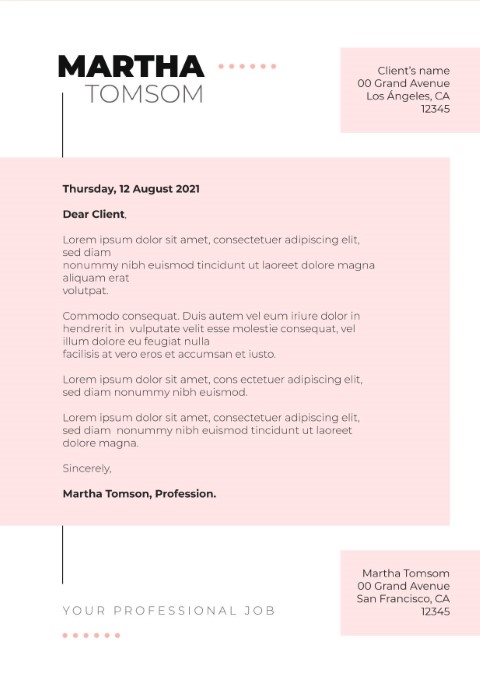 MARTHA
TOMSOM
Client’s name
00 Grand Avenue
Los Ángeles, CA
12345
Thursday, 12 August 2021
Dear Client,
Lorem ipsum dolor sit amet, consectetuer adipiscing elit,
sed diam
nonummy nibh euismod tincidunt ut laoreet dolore magna
aliquam erat
volutpat.
Commodo consequat. Duis autem vel eum iriure dolor in
hendrerit in vulputate velit esse molestie consequat, vel
illum dolore eu feugiat nulla
facilisis at vero eros et accumsan et iusto.
Lorem ipsum dolor sit amet, cons ectetuer adipiscing elit,
sed diam nonummy nibh euismod.
Lorem ipsum dolor sit amet, consectetuer adipiscing elit,
sed diam nonummy nibh euismod tincidunt ut laoreet
dolore magna.
Sincerely,
Martha Tomson, Profession.
Martha Tomsom
00 Grand Avenue
San Francisco, CA
12345
YOUR PROFESSIONAL JOB